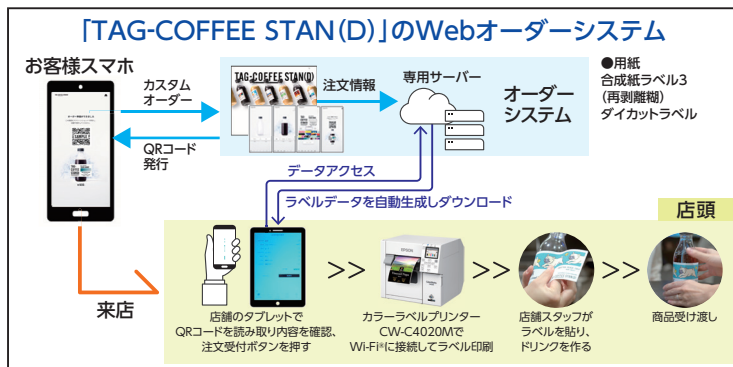 「TAG-COFFEE STAN(D)」のWebオーダーシステム
お客様スマホ
カスタム
オーダー
QRコード
発行
TAG-COFFEE STAN(D)
注文情報
専用サーバー
オーダー
システム
●用紙
合成紙ラベル3
(再剥離糊)
ダイカットラベル
データアクセス
ラベルデータを自動生成しダウンロード
店頭
来店
>>
>>
>>
EPSON
店舗のタブレットで
QRコードを読み取り内容を確認、
注文受付ボタンを押す
カラーラベルプリンター
CW-C4020Mで
Wi-Fi®に接続してラベル印刷
店舗スタッフが
ラベルを貼り、
ドリンクを作る
商品受け渡し